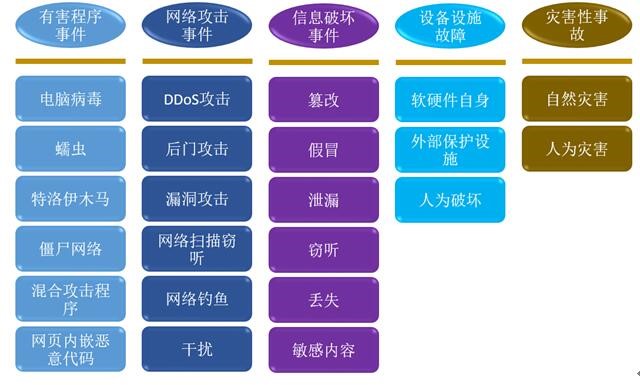 有害程序
事件
网络攻击
事件
信息破坏
事件
设备设施
故障
灾害性事
故
电脑病毒
DDoS攻击
篡改
软硬件自身
自然灾害
蠕虫
后门攻击
假冒
外部保护设
施
人为灾害
特洛伊木马
漏洞攻击
泄漏
人为破坏
僵尸网络
网络扫描窃
听
窃听
混合攻击程
序
网络钓鱼
丢失
网页内嵌恶
意代码
干扰
敏感内容